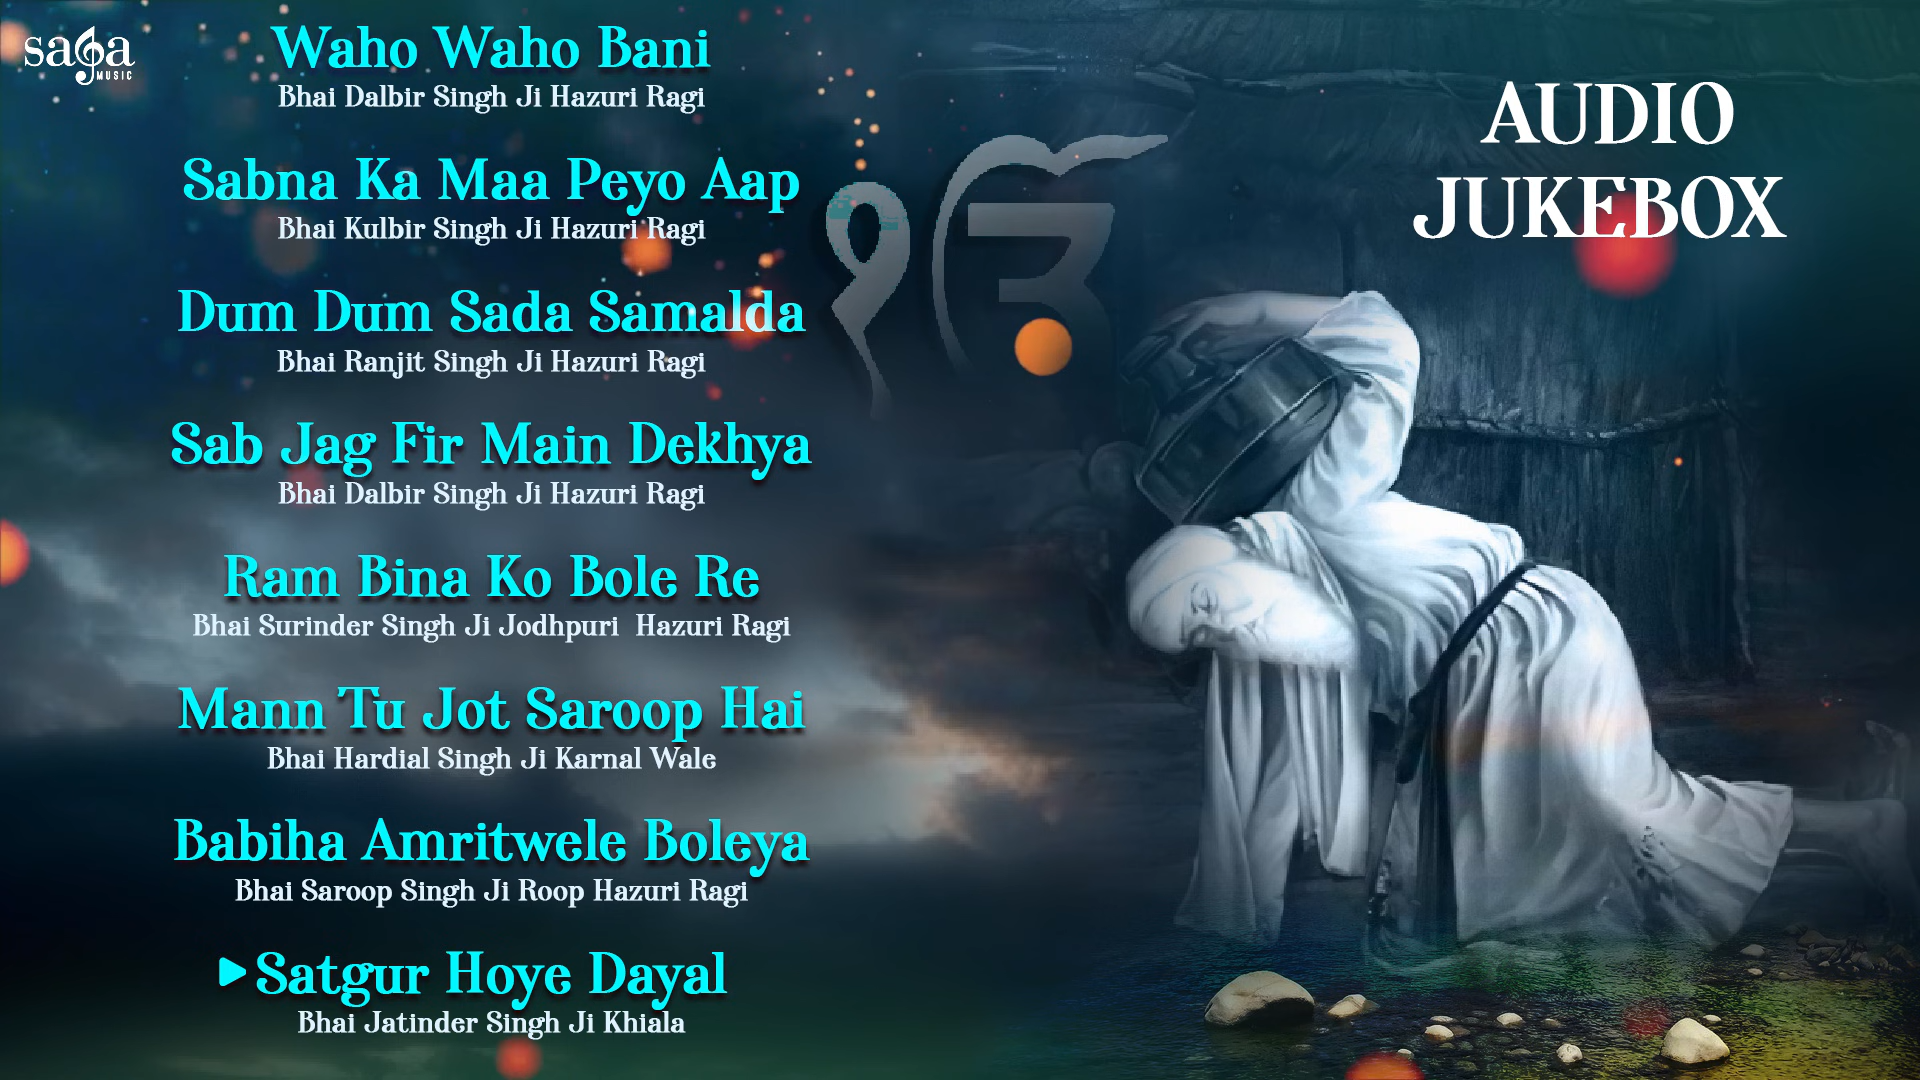 saga
MUSIC
Waho Waho Bani
Bhai Dalbir Singh Ji Hazuri Ragi
Sabna Ka Maa Peyo Aap
Bhai Kulbir Singh Ji Hazuri Ragi
Dum Dum Sada Samalda
Bhai Ranjit Singh Ji Hazuri Ragi
Sab Jag Fir Main Dekhya
Bhai Dalbir Singh Ji Hazuri Ragi
Ram Bina Ko Bole Re
Bhai Surinder Singh Ji Jodhpuri  Hazuri Ragi
Mann Tu Jot Saroop Hai
Bhai Hardial Singh Ji Karnal Wale
Babiha Amritwele Boleya
Bhai Saroop Singh Ji Roop Hazuri Ragi
Satgur Hoye Dayal
Bhai Jatinder Singh Ji Khiala
ੴ
AUDIO
JUKEBOX